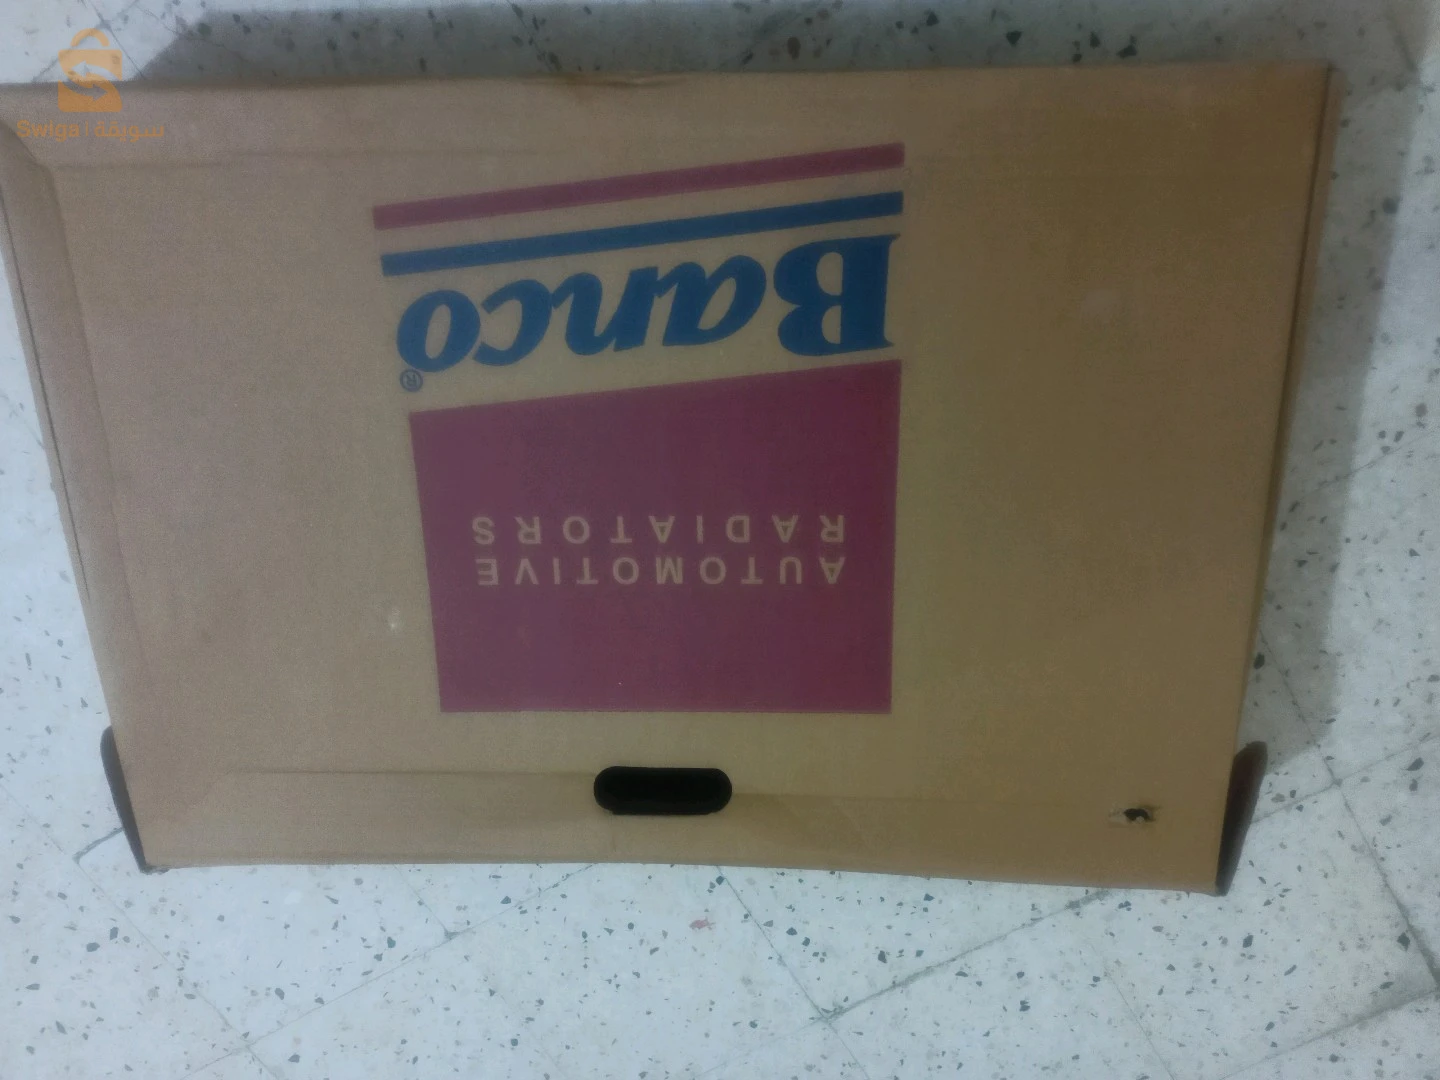 Swiga | سويقة
Banco®
AUTOMOTIVE
RADIATORS